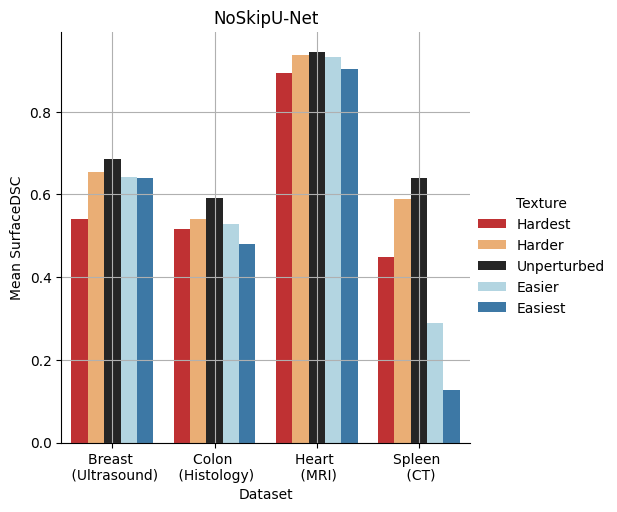 NoSkipU-Net
Mean SurfaceDSC
0.8
0.6
0.4
0.2
0.0
Breast
(Ultrasound)
Colon
(Histology)
Heart
(MRI)
Spleen
(CT)
Dataset
Texture
Hardest
Harder
Unperturbed
Easier
Easiest